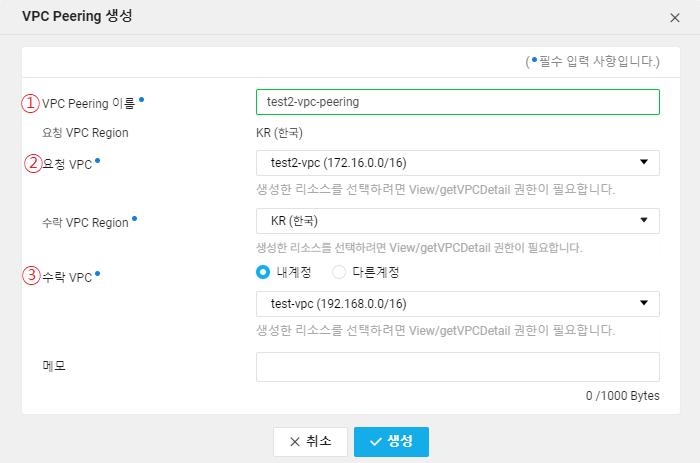 VPC Peering 생성
(•필수 입력 사항입니다.)
① VPC Peering 이름• test2-vpc-peering
요청 VPC Region KR (한국)
② 요청 VPC• test2-vpc (172.16.0.0/16)
생성한 리소스를 선택하려면 View/getVPCDetail 권한이 필요합니다.
수락 VPC Region• KR (한국)
생성한 리소스를 선택하려면 View/getVPCDetail 권한이 필요합니다.
③ 수락 VPC• 내계정 다른계정
test-vpc (192.168.0.0/16)
생성한 리소스를 선택하려면 View/getVPCDetail 권한이 필요합니다.
메모
0 /1000 Bytes
취소 생성